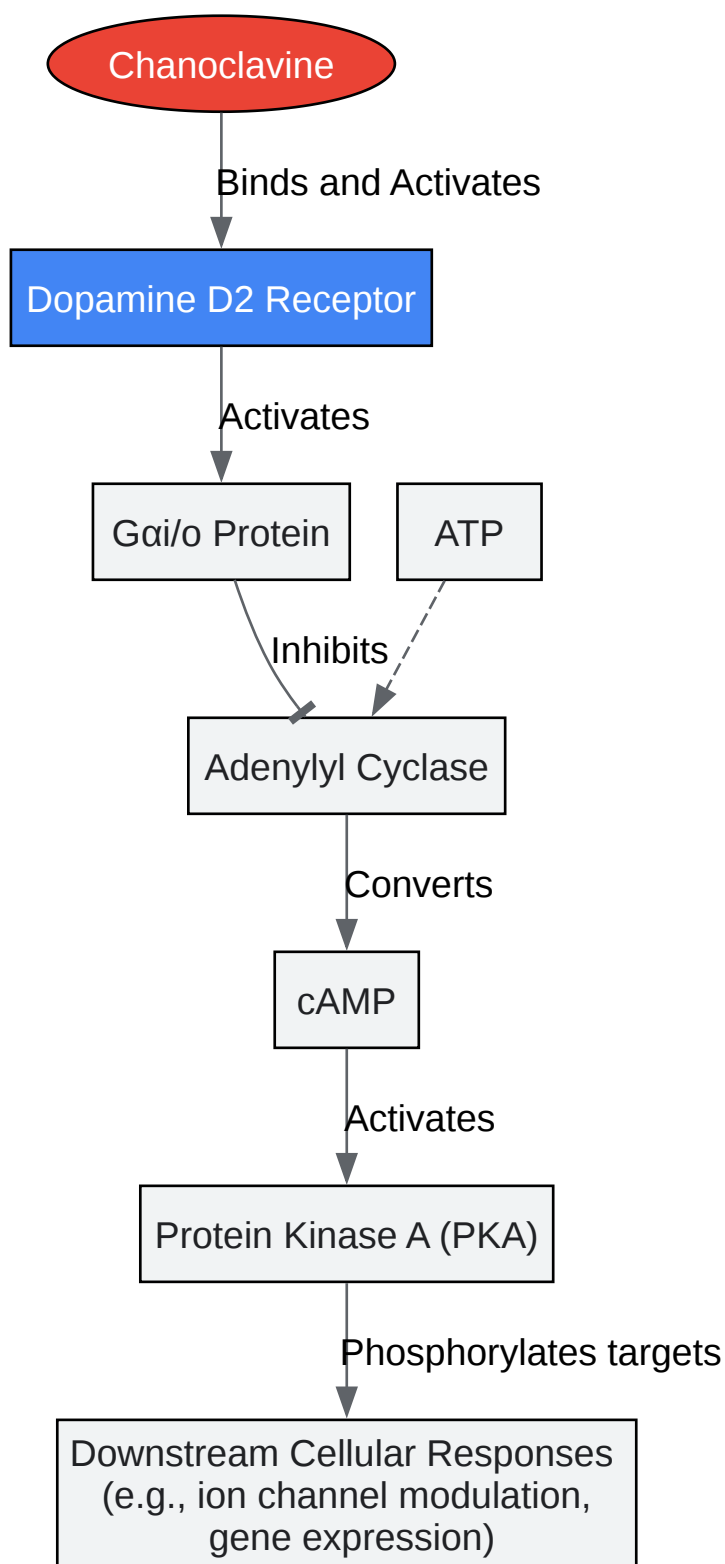 Chanoclavine
Binds and Activates
Dopamine D2 Receptor
Activates
Gαi/o Protein
ATP
Inhibits
Adenylyl Cyclase
Converts
cAMP
Activates
Protein Kinase A (PKA)
Phosphorylates targets
Downstream Cellular Responses
(e.g., ion channel modulation,
gene expression)